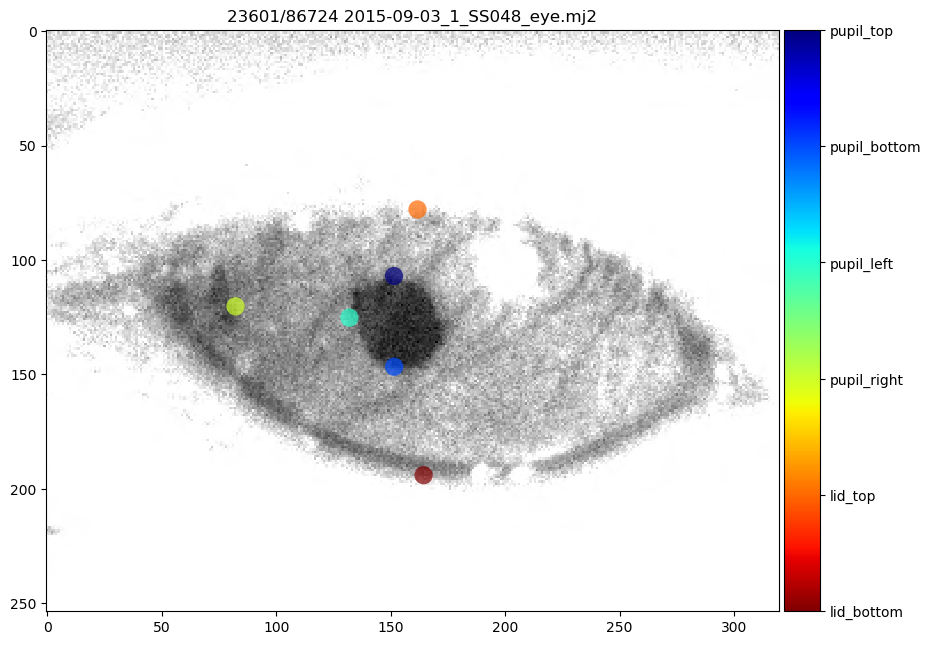 23601/86724 2015-09-03_1_SS048_eye.mj2
0
50
100
150
200
250
0 50 100 150 200 250 300
pupil_top
pupil_bottom
pupil_left
pupil_right
lid_top
lid_bottom